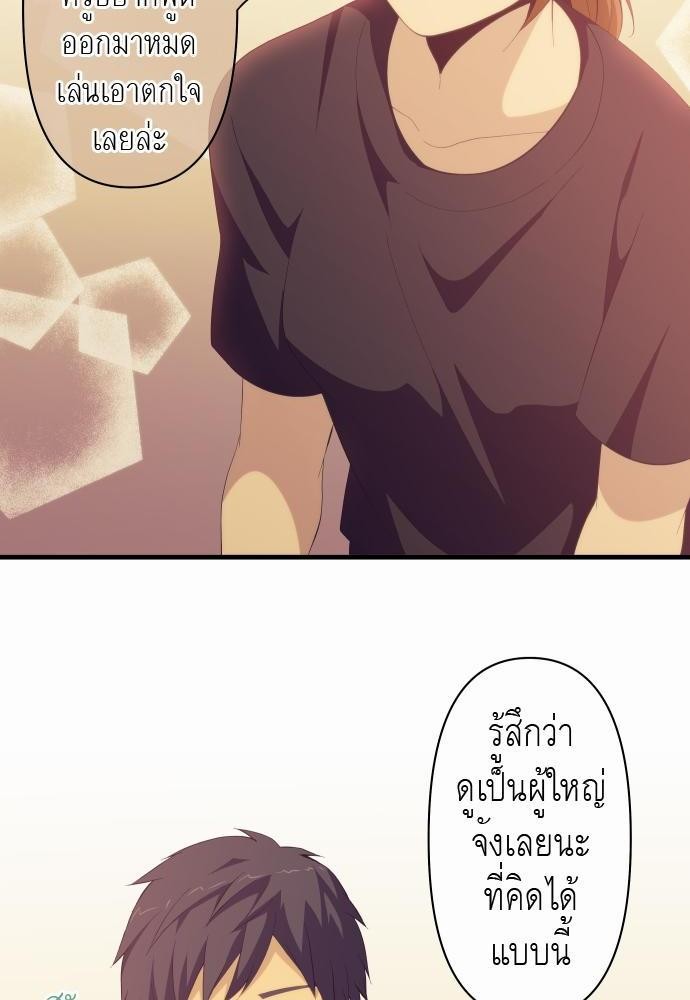 ออกมาหมด
เล่นเอาตกใจ
เลยล่ะ
รู้สึกว่า
ดูเป็นผู้ใหญ่
จังเลยนะ
ที่คิดได้
แบบนี้